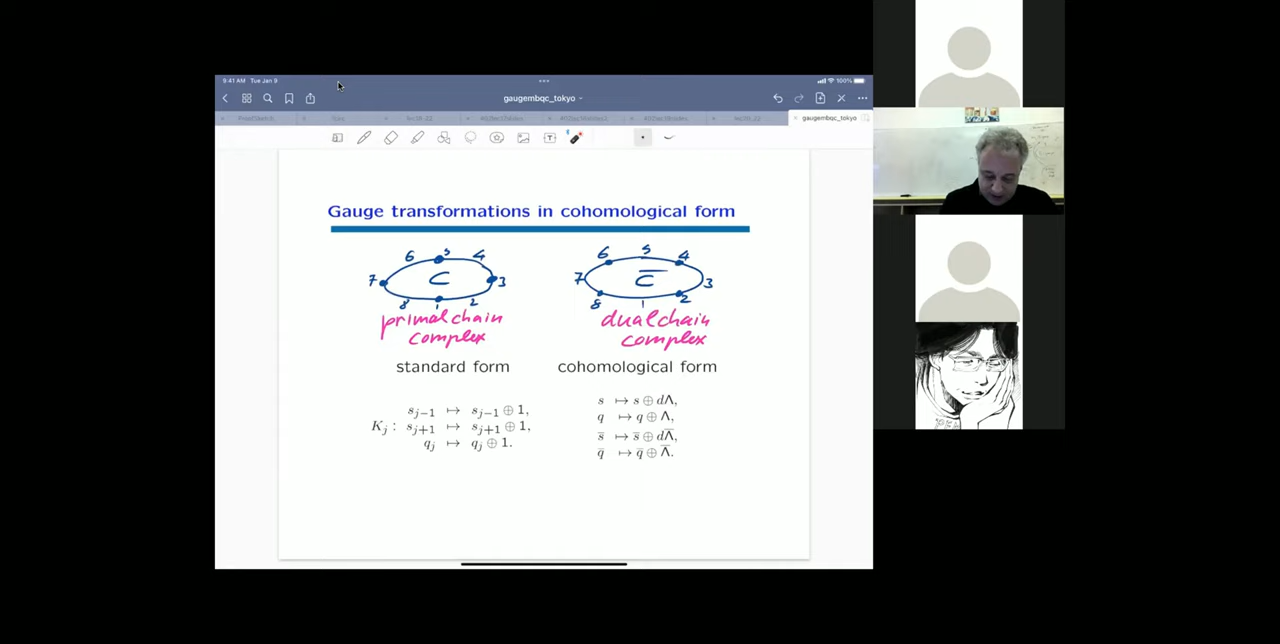 9:41 AM Tue Jan 9
100%
gaugembqc_tokyo
gaugembqc_tokyo
Gauge transformations in cohomological form
6 5 4
7 C 3
8 1 2
6 5 4
7 C̅ 3
8 1 2
primal chain
complex
dual chain
complex
standard form
cohomological form
s_{j−1} ↦ s_{j−1} ⊕ 1,
K_j : s_{j+1} ↦ s_{j+1} ⊕ 1,
q_j ↦ q_j ⊕ 1.
s ↦ s ⊕ dΛ,
q ↦ q ⊕ Λ,
s̅ ↦ s̅ ⊕ dΛ̅,
q̅ ↦ q̅ ⊕ Λ̅.